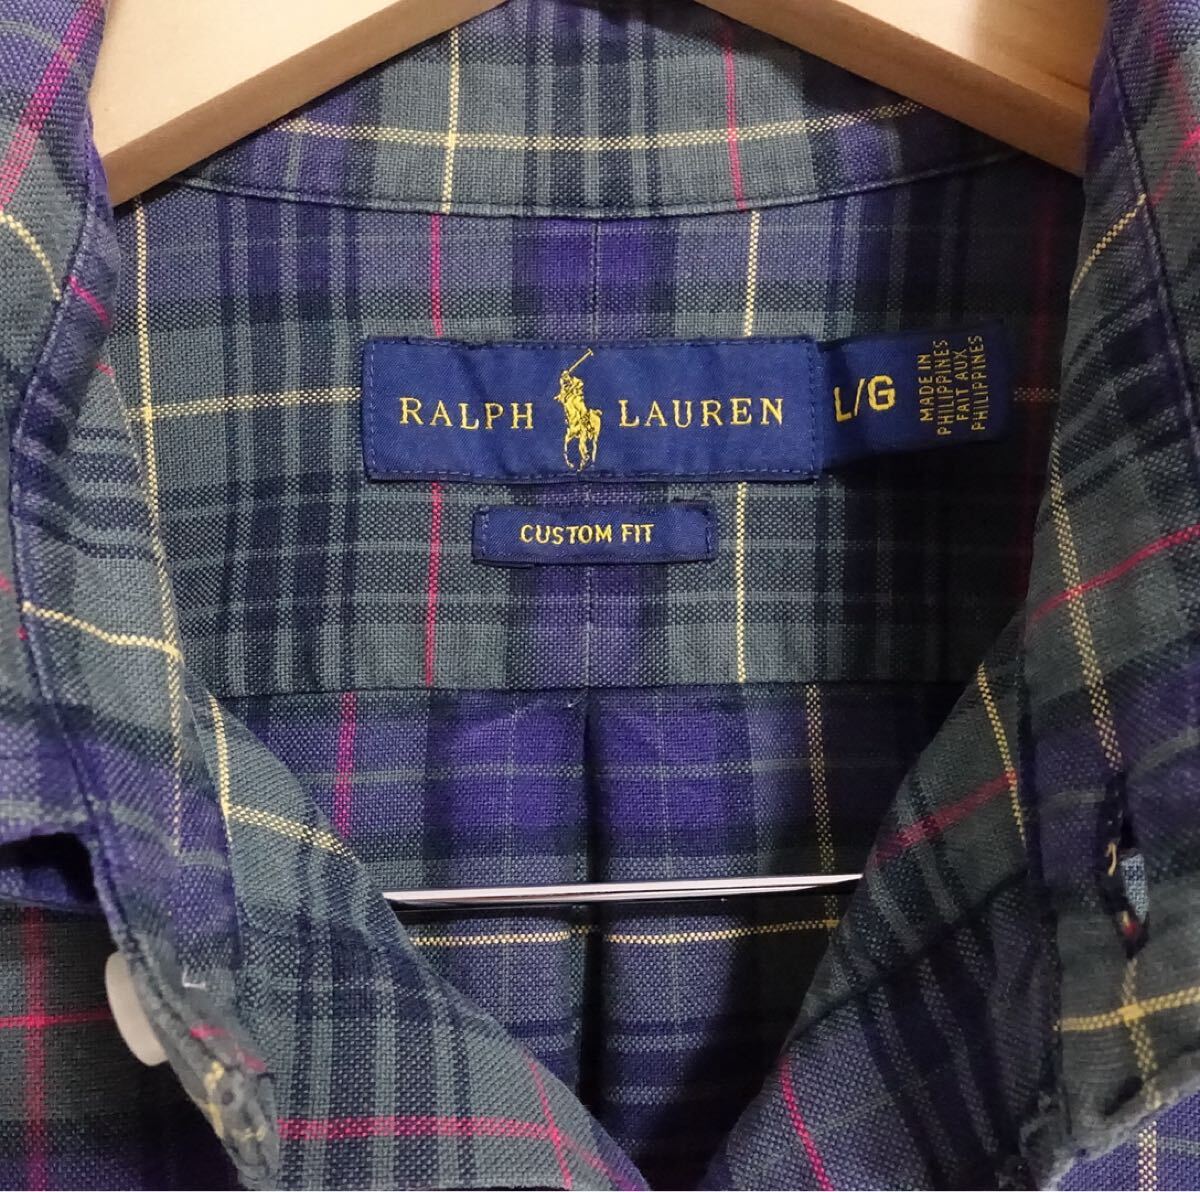 RALPH LAUREN
L/G
MADE IN
PHILIPPINES
FAIT AUX
PHILIPPINES
CUSTOM FIT